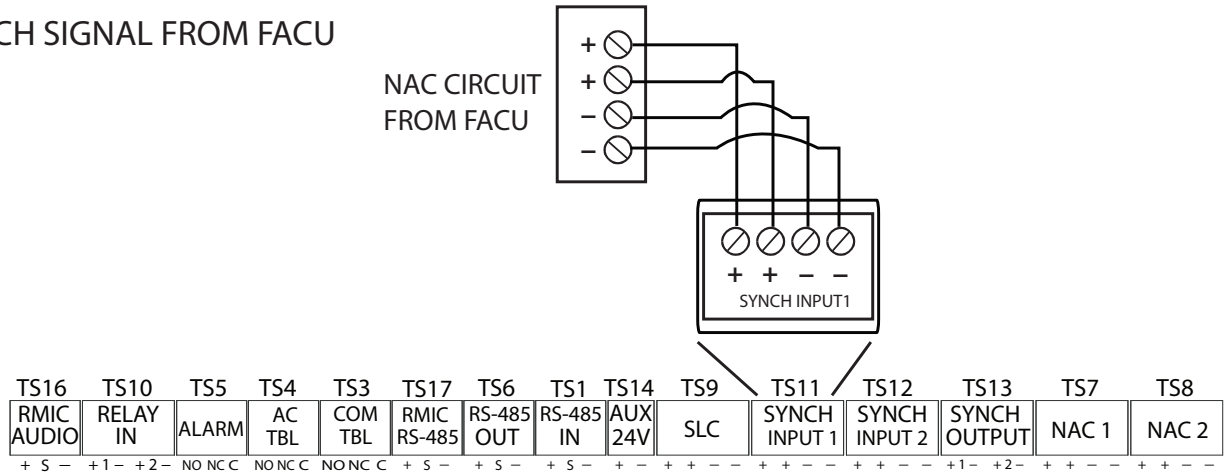 CH SIGNAL FROM FACU
NAC CIRCUIT
FROM FACU
+
+
−
−
+ + − −
SYNCH INPUT1
TS16 TS10 TS5 TS4 TS3 TS17 TS6 TS1 TS14 TS9 TS11 TS12 TS13 TS7 TS8
RMIC AUDIO
RELAY IN
ALARM
AC TBL
COM TBL
RMIC RS-485
RS-485 OUT
RS-485 IN
AUX 24V
SLC
SYNCH INPUT 1
SYNCH INPUT 2
SYNCH OUTPUT
NAC 1
NAC 2
+ S − +1− +2− NO NC C NO NC C NO NC C + S − + S − + S − + − + + − − + + − − + + − − +1− +2− + + − − + + − −